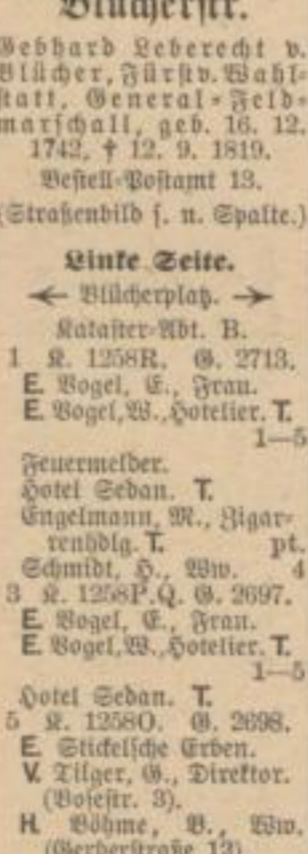 Blücherstr.
Gebhard Leberecht v.
Blücher, Fürst v. Wahl-
statt, General-Feld-
marschall, geb. 16. 12.
1742, † 12. 9. 1819.
Bestell-Postamt 13.
(Straßenbild s. n. Spalte.)
Linke Seite.
← Blücherplatz. →
Kataster-Abt. B.
1 K. 1258R. G. 2713.
E. Vogel, E., Frau.
E. Vogel, W., Hotelier. T.
1—5
Feuermelder.
Hotel Sedan. T.
Engelmann, M., Zigar-
renhdlg. T. pt.
Schmidt, H., Ww. 4
3 K. 1258P.Q. G. 2697.
E. Vogel, E., Frau.
E. Vogel, W., Hotelier. T.
1—5
Hotel Sedan. T.
5 K. 1258O. G. 2698.
E. Stickelsche Erben.
V. Tilger, G., Direktor.
(Bosestr. 3).
H. Böhme, B., Ww.
(Gerberstraße 12)